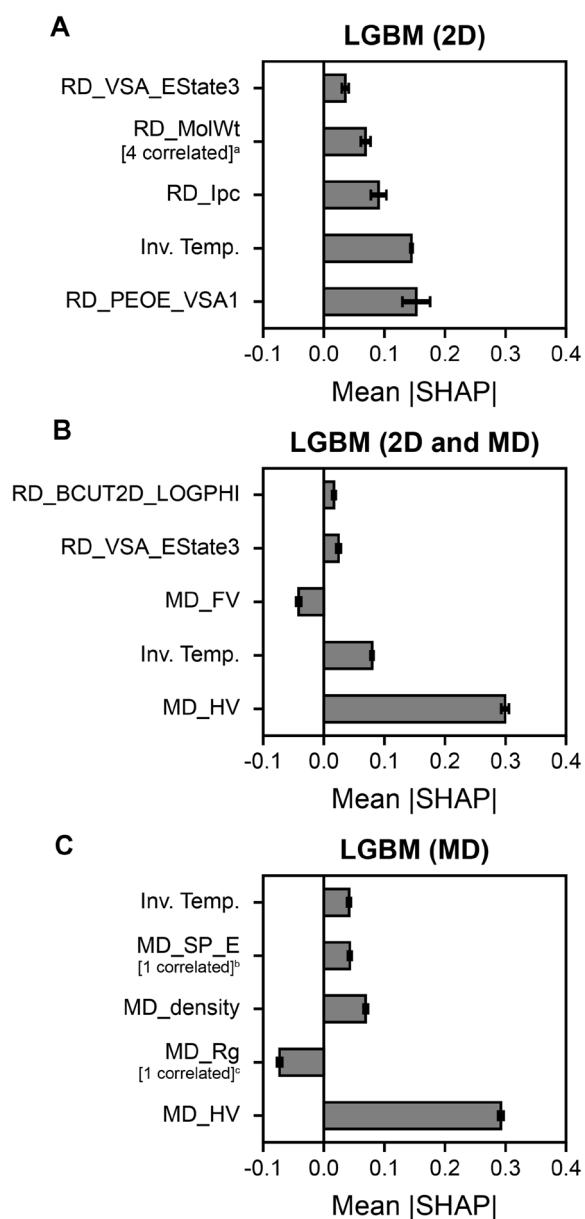 A
LGBM (2D)
RD_VSA_EState3
RD_MolWt
[4 correlated]ᵃ
RD_Ipc
Inv. Temp.
RD_PEOE_VSA1
-0.1 0.0 0.1 0.2 0.3 0.4
Mean |SHAP|
B
LGBM (2D and MD)
RD_BCUT2D_LOGPHI
RD_VSA_EState3
MD_FV
Inv. Temp.
MD_HV
-0.1 0.0 0.1 0.2 0.3 0.4
Mean |SHAP|
C
LGBM (MD)
Inv. Temp.
MD_SP_E
[1 correlated]ᵇ
MD_density
MD_Rg
[1 correlated]ᶜ
MD_HV
-0.1 0.0 0.1 0.2 0.3 0.4
Mean |SHAP|